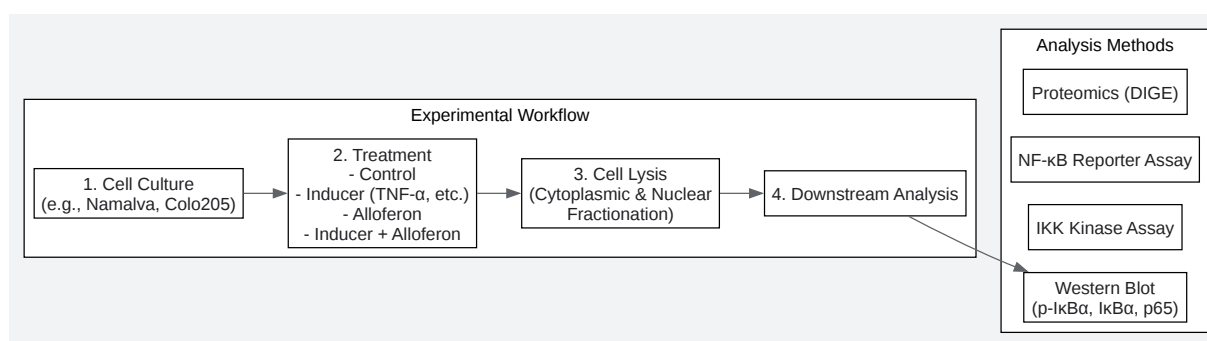 Experimental Workflow
1. Cell Culture
(e.g., Namalva, Colo205)
2. Treatment
- Control
- Inducer (TNF-α, etc.)
- Alloferon
- Inducer + Alloferon
3. Cell Lysis
(Cytoplasmic & Nuclear
Fractionation)
4. Downstream Analysis
Analysis Methods
Proteomics (DIGE)
NF-κB Reporter Assay
IKK Kinase Assay
Western Blot
(p-IκBα, IκBα, p65)